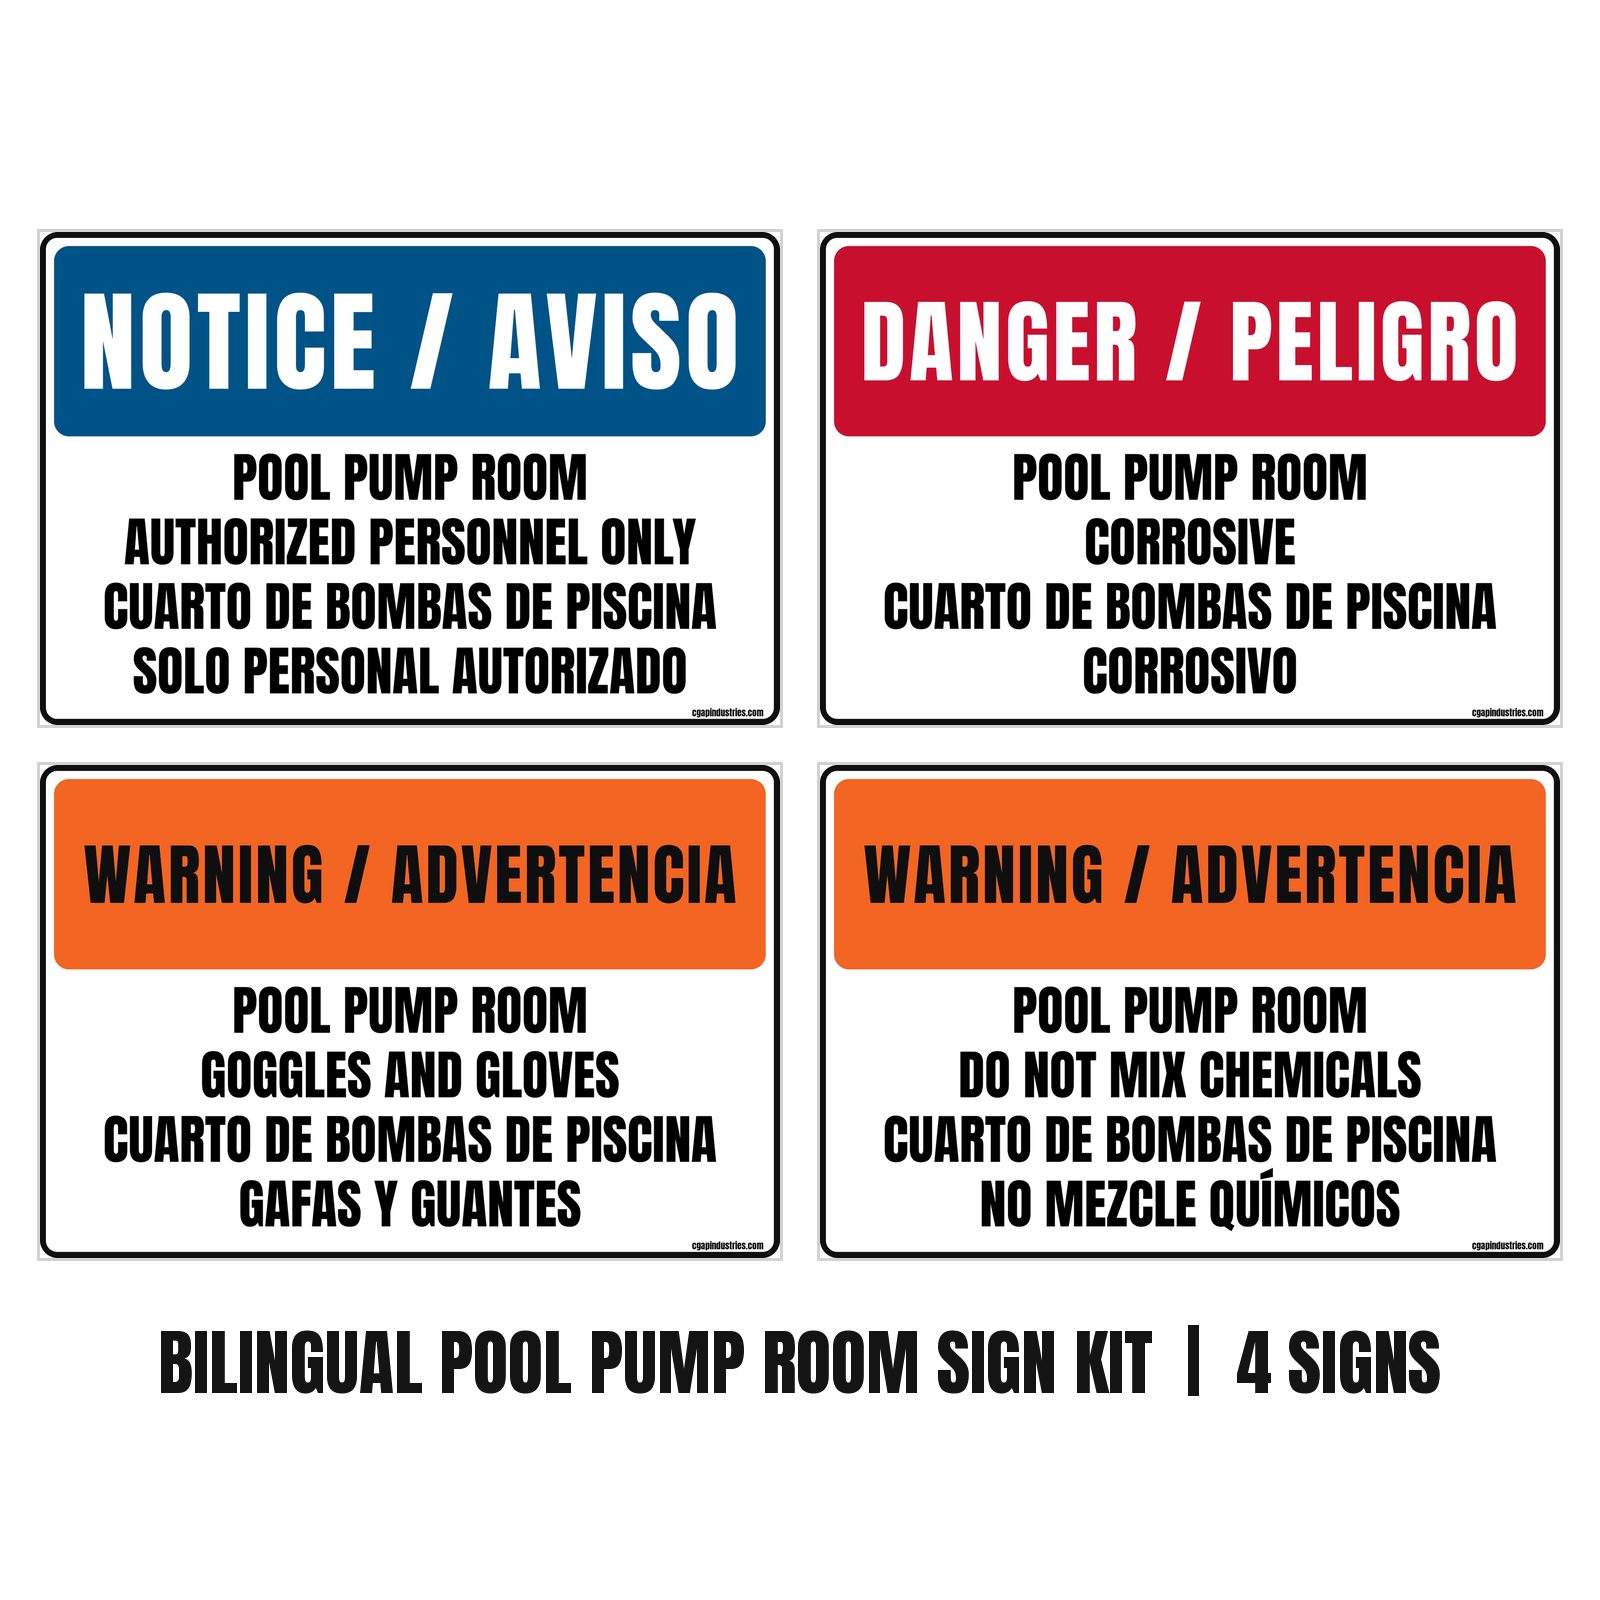 NOTICE / AVISO
POOL PUMP ROOM
AUTHORIZED PERSONNEL ONLY
CUARTO DE BOMBAS DE PISCINA
SOLO PERSONAL AUTORIZADO
cgapindustries.com
DANGER / PELIGRO
POOL PUMP ROOM
CORROSIVE
CUARTO DE BOMBAS DE PISCINA
CORROSIVO
cgapindustries.com
WARNING / ADVERTENCIA
POOL PUMP ROOM
GOGGLES AND GLOVES
CUARTO DE BOMBAS DE PISCINA
GAFAS Y GUANTES
cgapindustries.com
WARNING / ADVERTENCIA
POOL PUMP ROOM
DO NOT MIX CHEMICALS
CUARTO DE BOMBAS DE PISCINA
NO MEZCLE QUÍMICOS
cgapindustries.com
BILINGUAL POOL PUMP ROOM SIGN KIT | 4 SIGNS